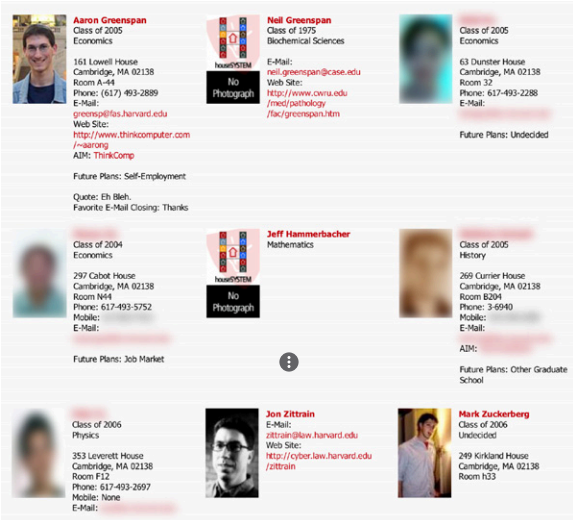 Aaron Greenspan
Class of 2005
Economics
161 Lowell House
Cambridge, MA 02138
Room A-44
Phone: (617) 493-2889
E-Mail:
greensp@fas.harvard.edu
Web Site:
http://www.thinkcomputer.com
/~aarong
AIM: ThinkComp
Future Plans: Self-Employment
Quote: Eh Bleh.
Favorite E-Mail Closing: Thanks
houseSYSTEM
No
Photograph
Neil Greenspan
Class of 1975
Biochemical Sciences
E-Mail:
neil.greenspan@case.edu
Web Site:
http://www.cwru.edu
/med/pathology
/fac/greenspan.htm
Class of 2005
Economics
63 Dunster House
Cambridge, MA 02138
Room 32
Phone: 617-493-2288
E-Mail:
Future Plans: Undecided
Class of 2004
Economics
297 Cabot House
Cambridge, MA 02138
Room N44
Phone: 617-493-5752
Mobile:
E-Mail:
Future Plans: Job Market
houseSYSTEM
No
Photograph
Jeff Hammerbacher
Mathematics
Class of 2005
History
269 Currier House
Cambridge, MA 02138
Room B204
Phone: 3-6940
Mobile:
E-Mail:
AIM:
Future Plans: Other Graduate
School
Class of 2006
Physics
353 Leverett House
Cambridge, MA 02138
Room F12
Phone: 617-493-2697
Mobile: None
E-Mail:
Jon Zittrain
E-Mail:
zittrain@law.harvard.edu
Web Site:
http://cyber.law.harvard.edu
/zittrain
Mark Zuckerberg
Class of 2006
Undecided
249 Kirkland House
Cambridge, MA 02138
Room h33